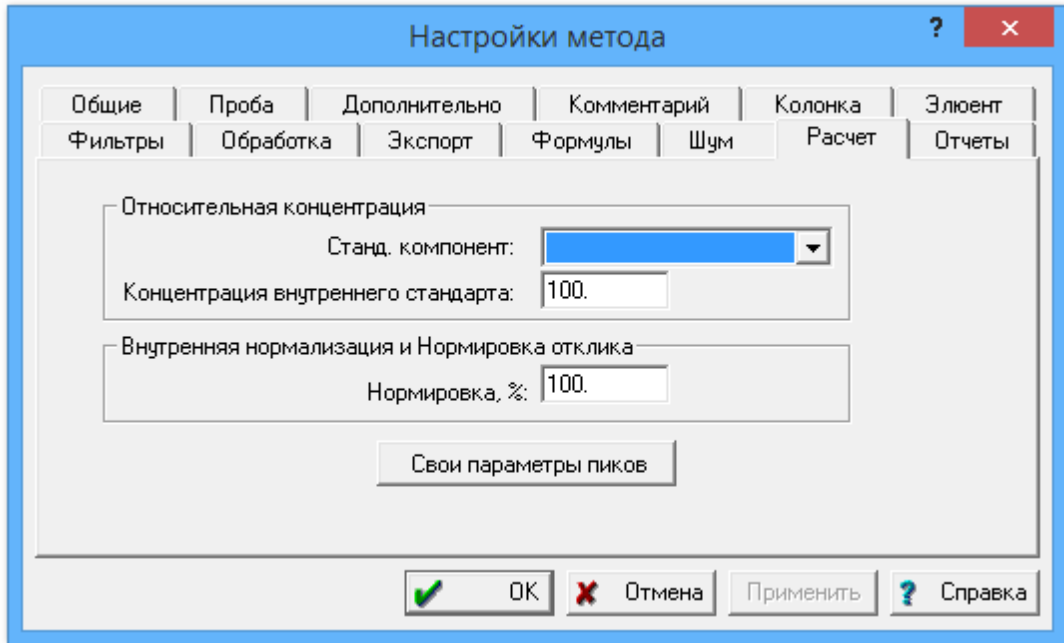 Настройки метода
? ×
Общие Проба Дополнительно Комментарий Колонка Элюент
Фильтры Обработка Экспорт Формулы Шум Расчет Отчеты
Относительная концентрация
Станд. компонент:
Концентрация внутреннего стандарта: 100.
Внутренняя нормализация и Нормировка отклика
Нормировка, %: 100.
Свои параметры пиков
OK Отмена Применить ? Справка